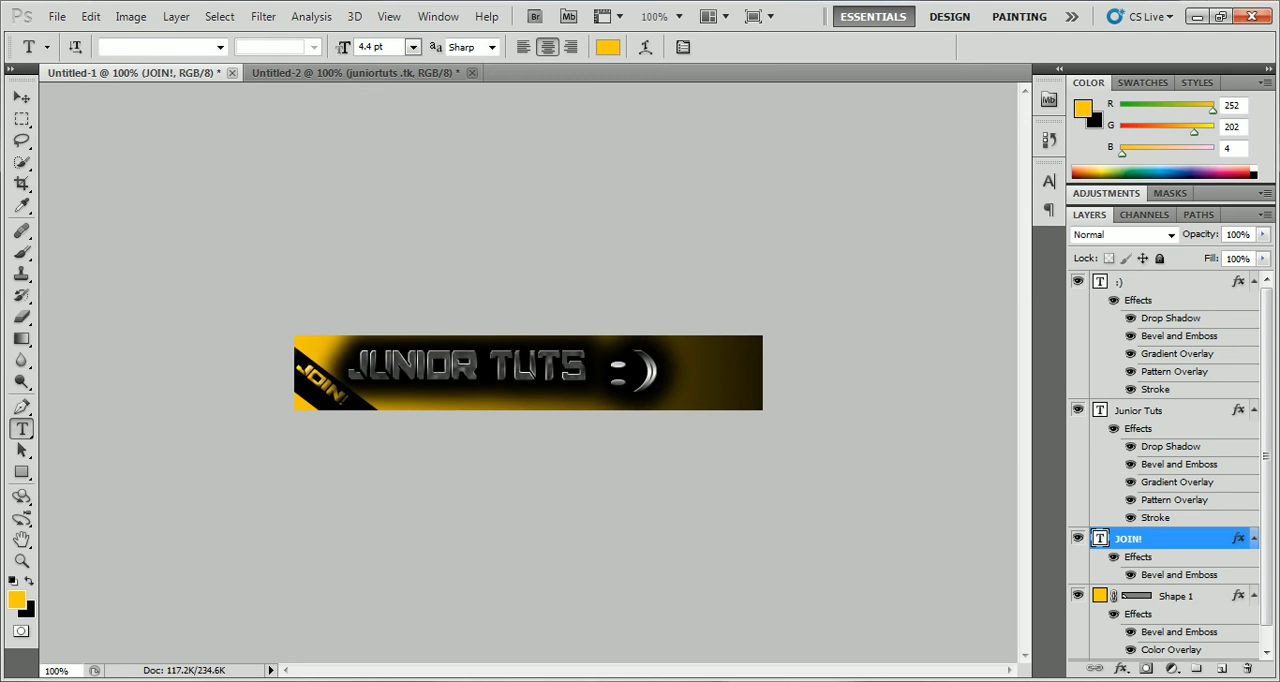 Ps File Edit Image Layer Select Filter Analysis 3D View Window Help Br Mb 100% ESSENTIALS DESIGN PAINTING CS Live
T 4.4 pt Sharp
Untitled-1 @ 100% (JOIN!, RGB/8) * Untitled-2 @ 100% (juniortuts .tk, RGB/8) *
COLOR SWATCHES STYLES
R 252
G 202
B 4
ADJUSTMENTS MASKS
LAYERS CHANNELS PATHS
Normal Opacity: 100%
Lock: Fill: 100%
T :)
Effects
Drop Shadow
Bevel and Emboss
Gradient Overlay
Pattern Overlay
Stroke
T Junior Tuts
Effects
Drop Shadow
Bevel and Emboss
Gradient Overlay
Pattern Overlay
Stroke
T JOIN!
Effects
Bevel and Emboss
Shape 1
Effects
Bevel and Emboss
Color Overlay
JUNIOR TUTS :)
JOIN!
100% Doc: 117.2K/234.6K